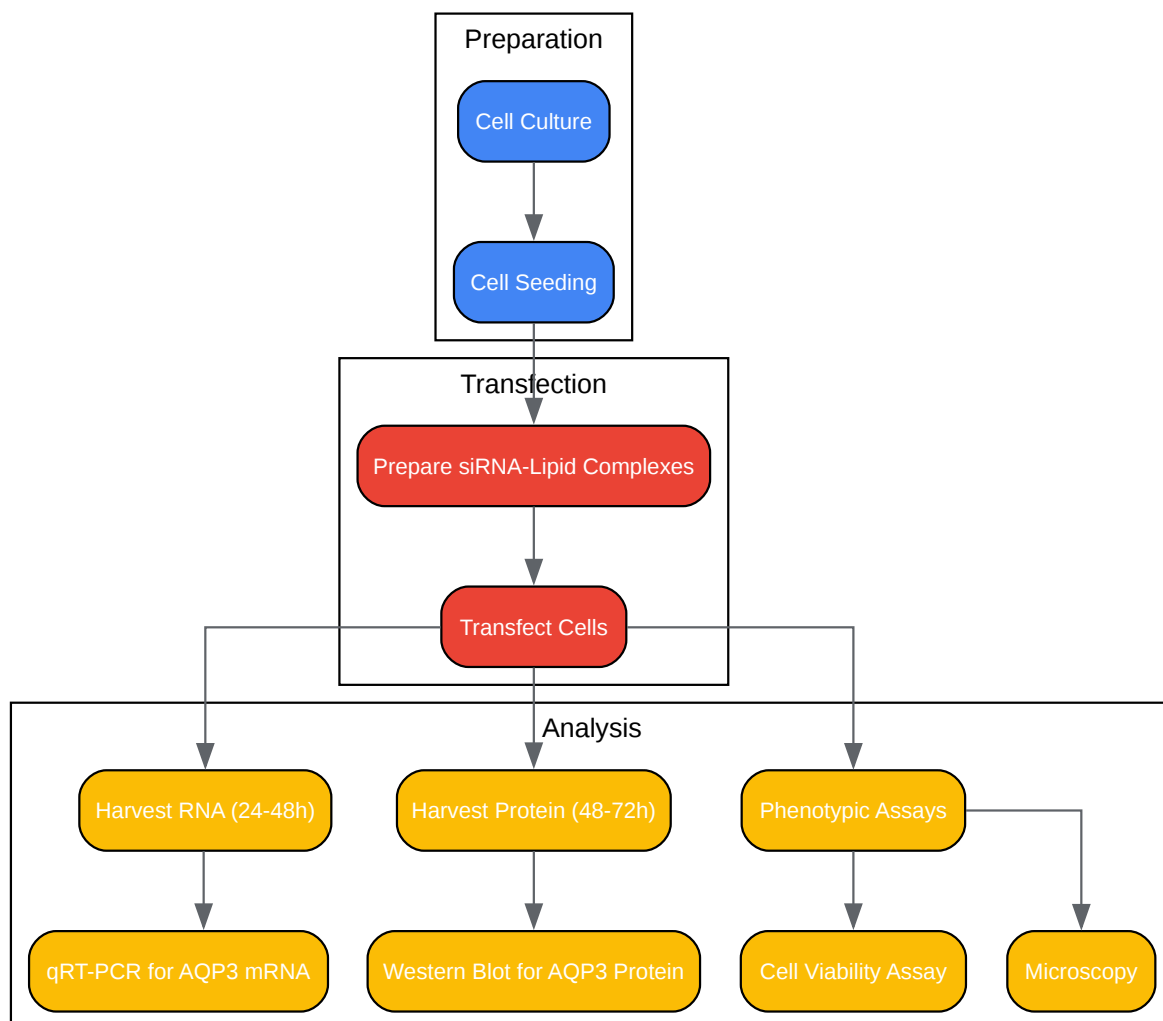 Preparation
Cell Culture
Cell Seeding
Transfection
Prepare siRNA-Lipid Complexes
Transfect Cells
Analysis
Harvest RNA (24-48h)
Harvest Protein (48-72h)
Phenotypic Assays
qRT-PCR for AQP3 mRNA
Western Blot for AQP3 Protein
Cell Viability Assay
Microscopy